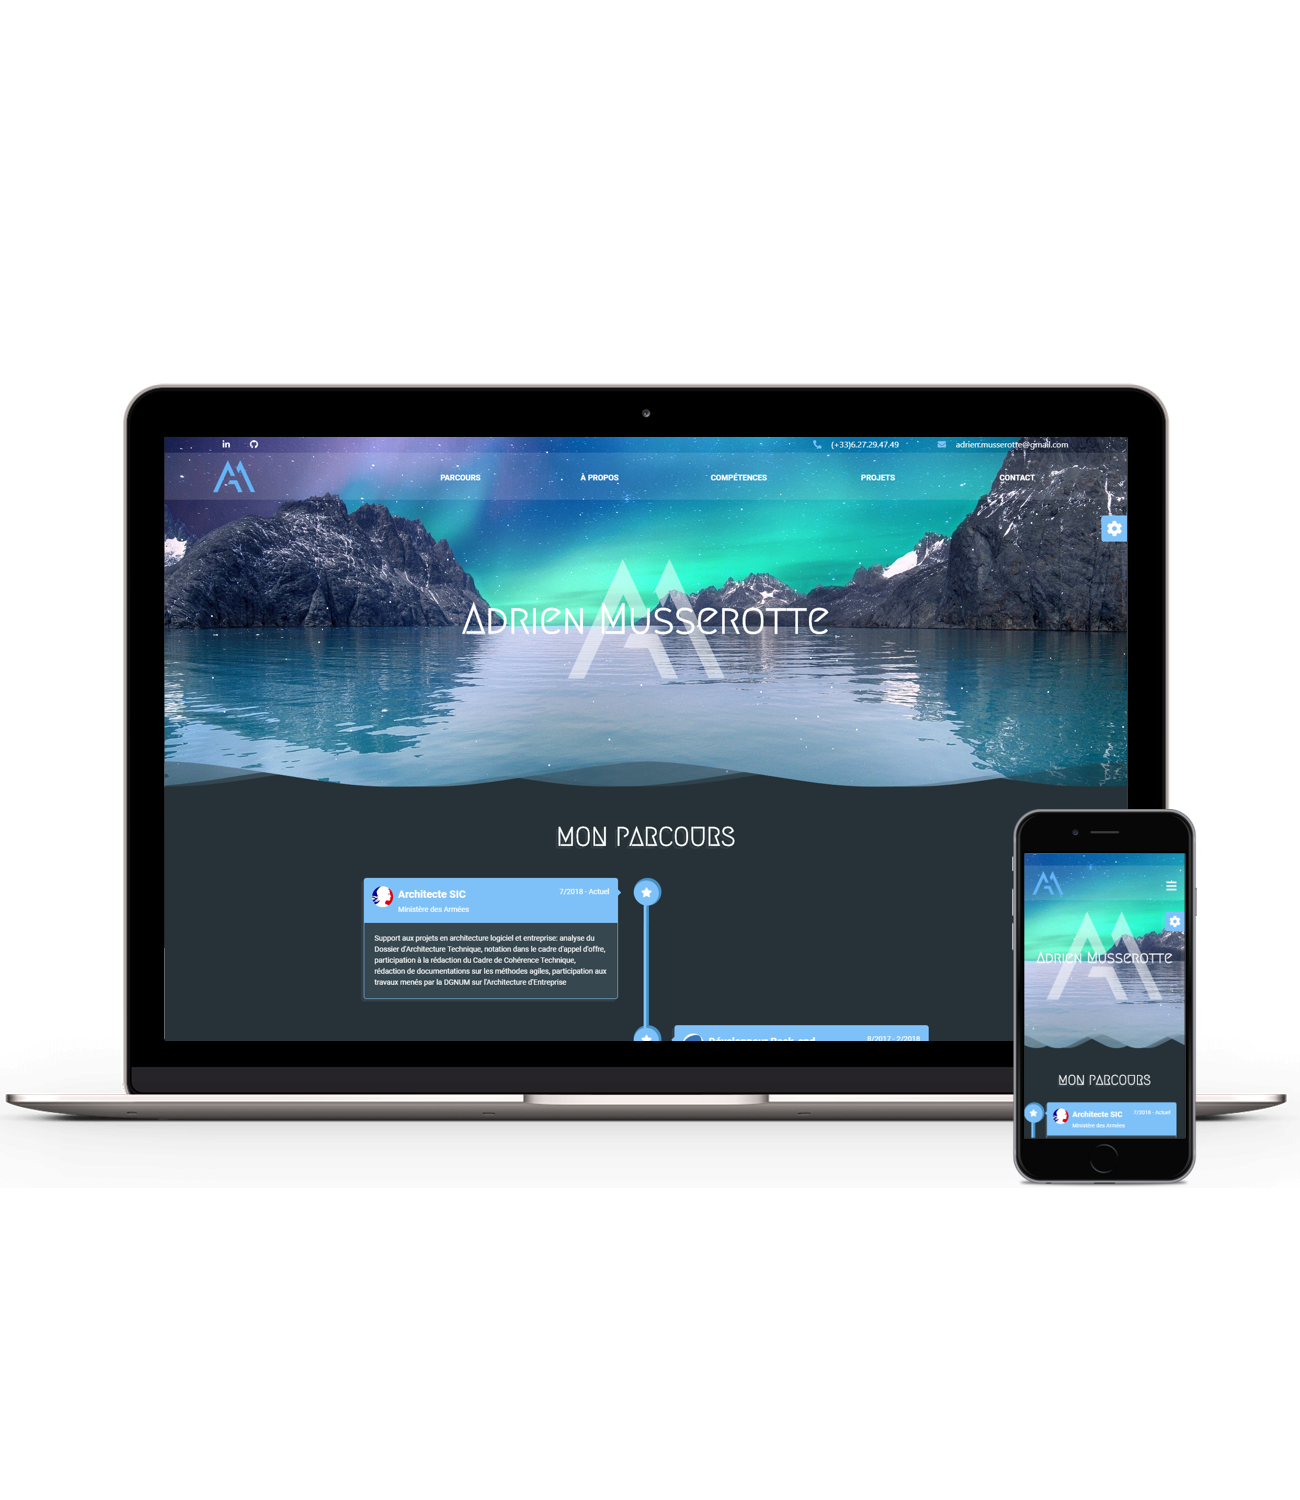 (+33)6.27.29.47.49 adrien.musserotte@gmail.com
PARCOURS À PROPOS COMPÉTENCES PROJETS CONTACT
Adrien Musserotte
MON PARCOURS
Architecte SIC 7/2018 - Actuel
Ministère des Armées
Support aux projets en architecture logiciel et entreprise: analyse du
Dossier d'Architecture Technique, notation dans le cadre d'appel d'offre,
participation à la rédaction du Cadre de Cohérence Technique,
rédaction de documentations sur les méthodes agiles, participation aux
travaux menés par la DGNUM sur l'Architecture d'Entreprise
Développeur Back-end 8/2017 - 2/2018
Adrien Musserotte
MON PARCOURS
Architecte SIC 7/2018 - Actuel
Ministère des Armées